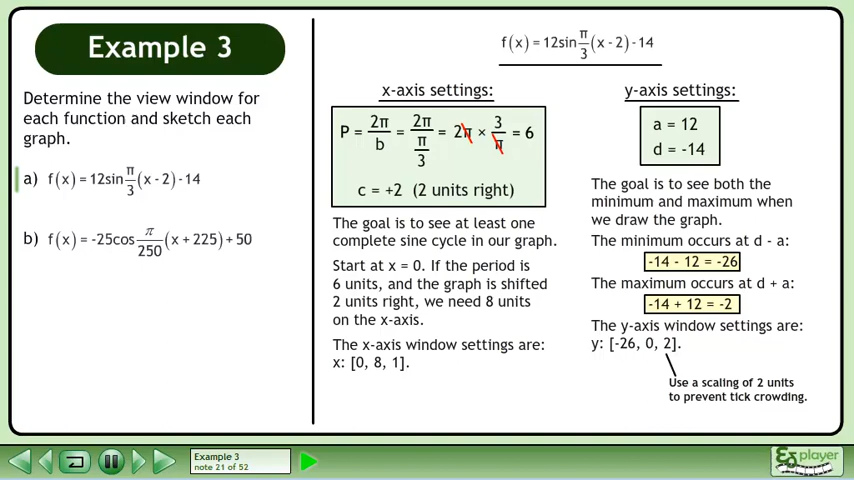 Example 3
Determine the view window for
each function and sketch each
graph.
a) f(x) = 12sin π/3 (x - 2) - 14
b) f(x) = -25cos π/250 (x + 225) + 50
f(x) = 12sin π/3 (x - 2) - 14
x-axis settings:
P = 2π/b = 2π/(π/3) = 2π × 3/π = 6
c = +2 (2 units right)
The goal is to see at least one
complete sine cycle in our graph.
Start at x = 0. If the period is
6 units, and the graph is shifted
2 units right, we need 8 units
on the x-axis.
The x-axis window settings are:
x: [0, 8, 1].
y-axis settings:
a = 12
d = -14
The goal is to see both the
minimum and maximum when
we draw the graph.
The minimum occurs at d - a:
-14 - 12 = -26
The maximum occurs at d + a:
-14 + 12 = -2
The y-axis window settings are:
y: [-26, 0, 2].
Use a scaling of 2 units
to prevent tick crowding.
Example 3
note 21 of 52
player